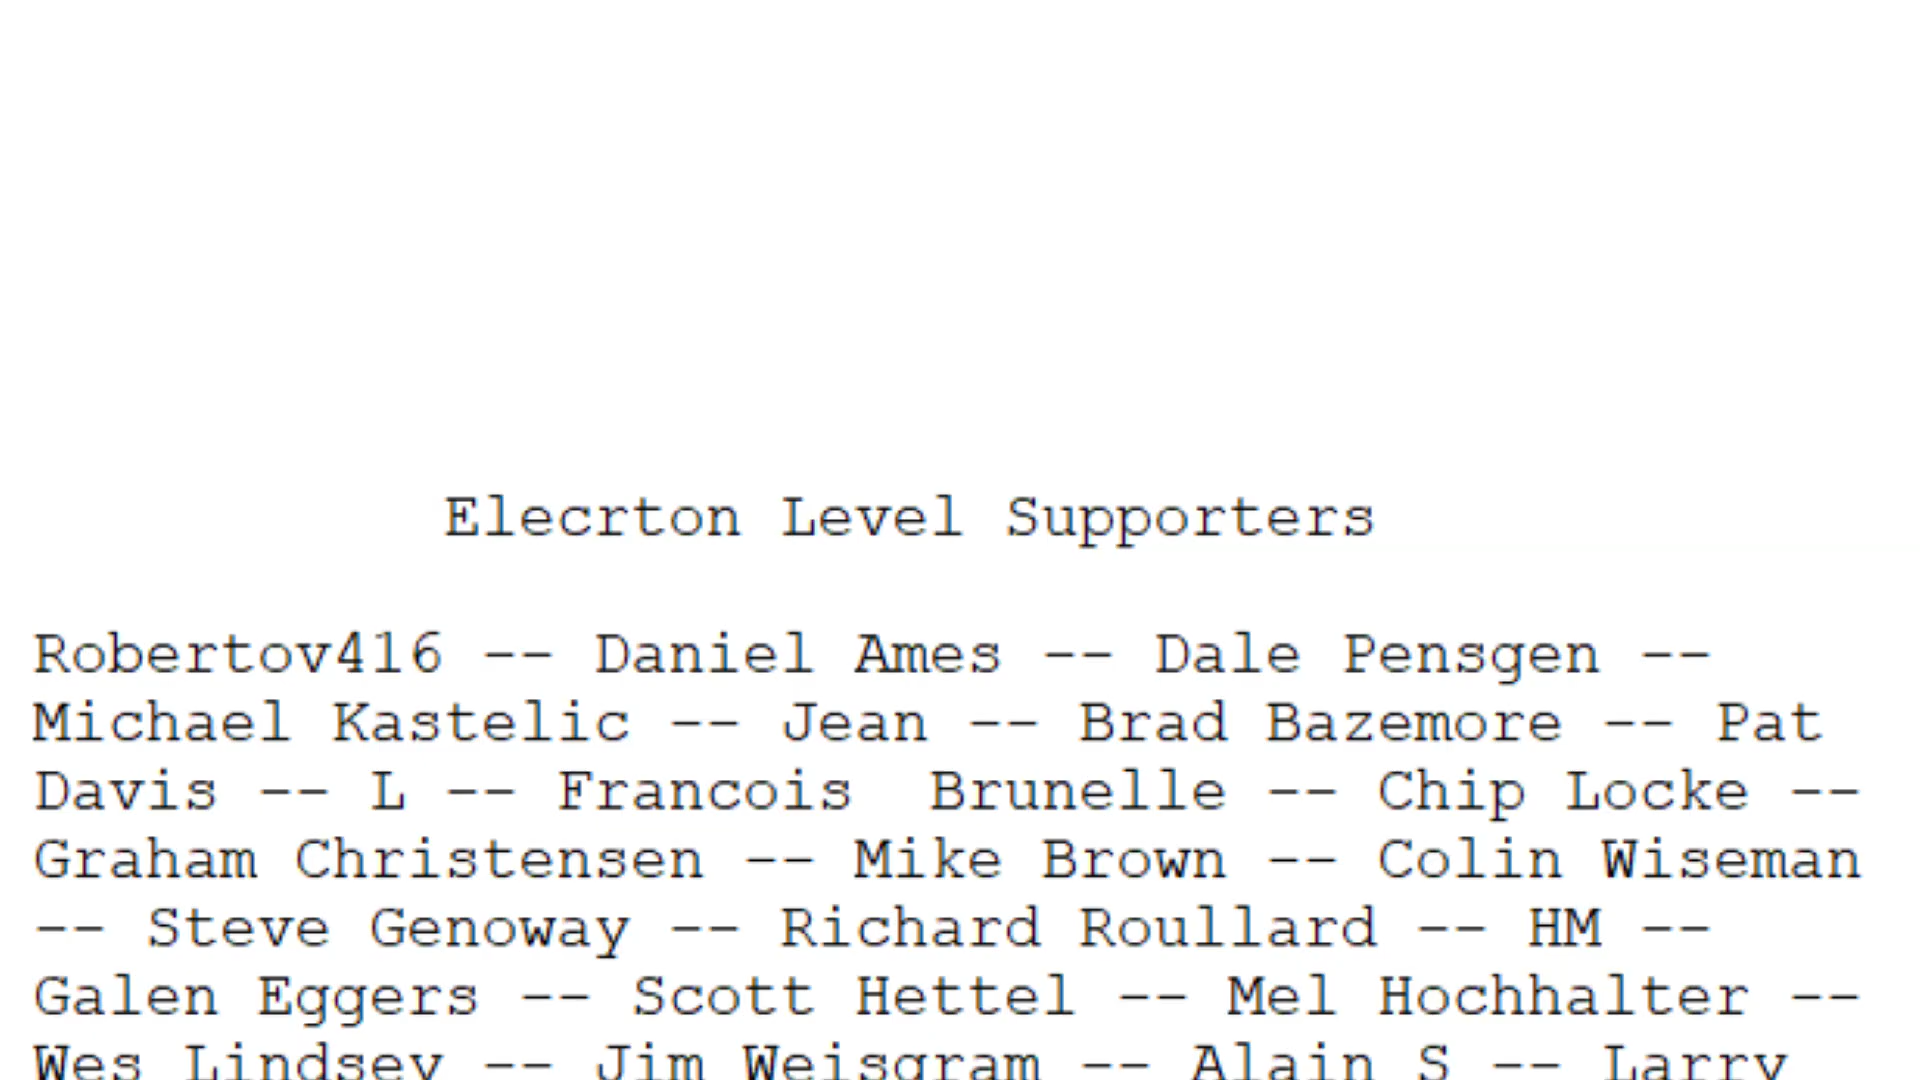 Elecrton Level Supporters
Robertov416 -- Daniel Ames -- Dale Pensgen --
Michael Kastelic -- Jean -- Brad Bazemore -- Pat
Davis -- L -- Francois  Brunelle -- Chip Locke --
Graham Christensen -- Mike Brown -- Colin Wiseman
-- Steve Genoway -- Richard Roullard -- HM --
Galen Eggers -- Scott Hettel -- Mel Hochhalter --
Wes Lindsey -- Jim Weisgram -- Alain S -- Larry